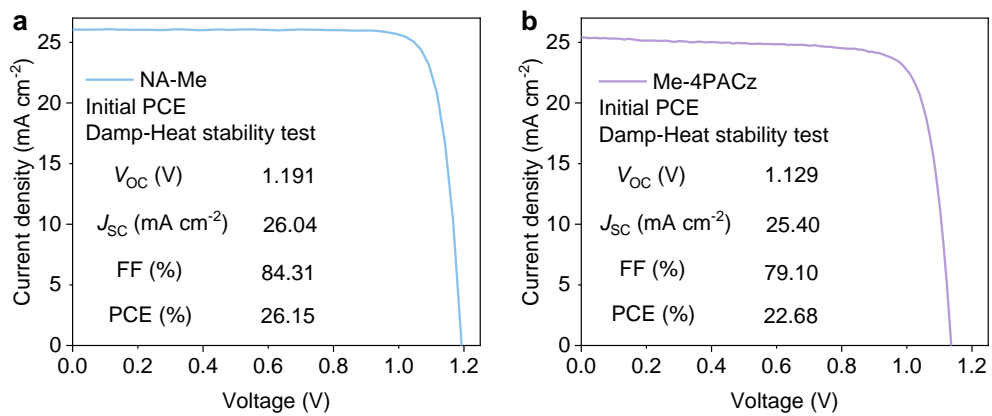 a
Current density (mA cm-2)
25
20
15
10
5
0
NA-Me
Initial PCE
Damp-Heat stability test
VOC (V) 1.191
JSC (mA cm-2) 26.04
FF (%) 84.31
PCE (%) 26.15
0.0 0.2 0.4 0.6 0.8 1.0 1.2
Voltage (V)
b
Current density (mA cm-2)
25
20
15
10
5
0
Me-4PACz
Initial PCE
Damp-Heat stability test
VOC (V) 1.129
JSC (mA cm-2) 25.40
FF (%) 79.10
PCE (%) 22.68
0.0 0.2 0.4 0.6 0.8 1.0 1.2
Voltage (V)